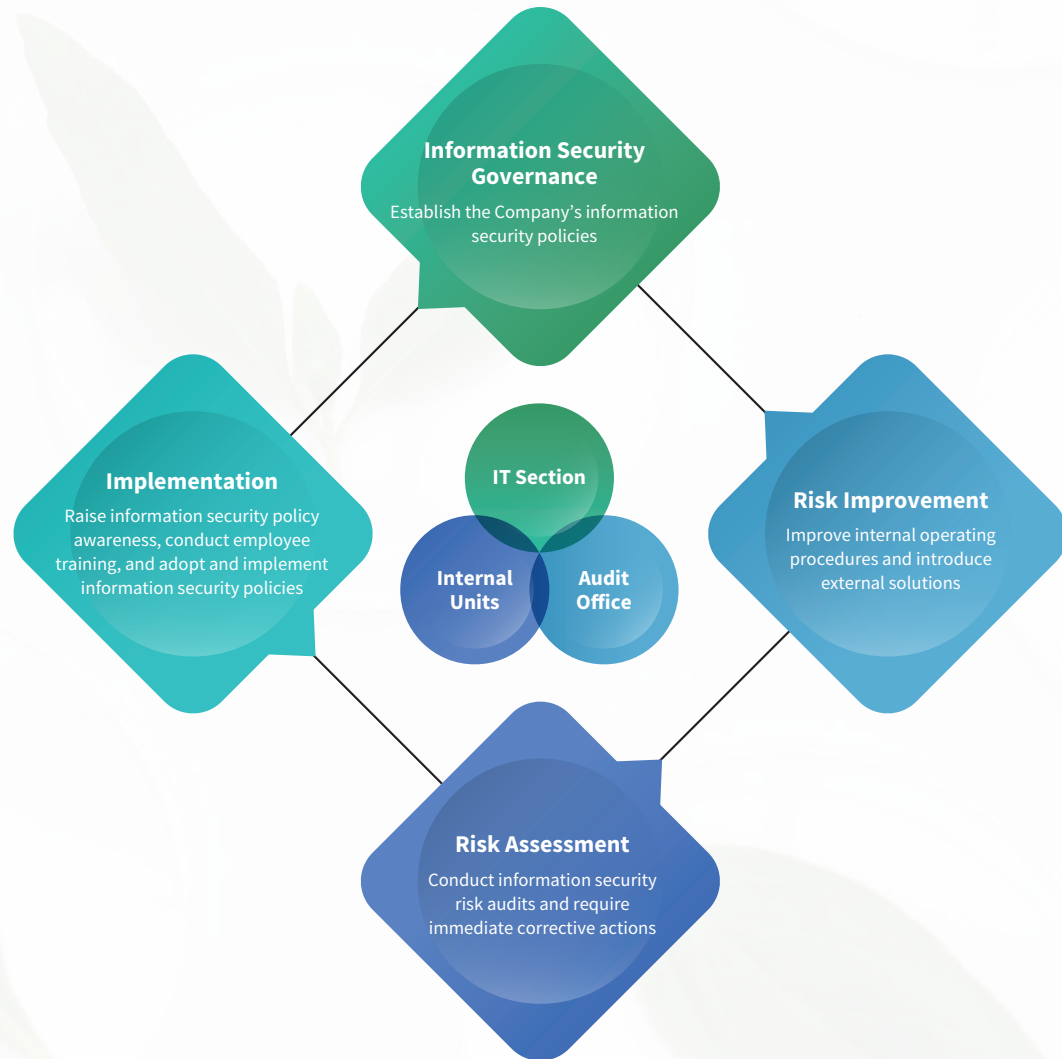 Information Security
Governance
Establish the Company’s information
security policies
Implementation
Raise information security policy
awareness, conduct employee
training, and adopt and implement
information security policies
IT Section
Internal
Units
Audit
Office
Risk Improvement
Improve internal operating
procedures and introduce
external solutions
Risk Assessment
Conduct information security
risk audits and require
immediate corrective actions